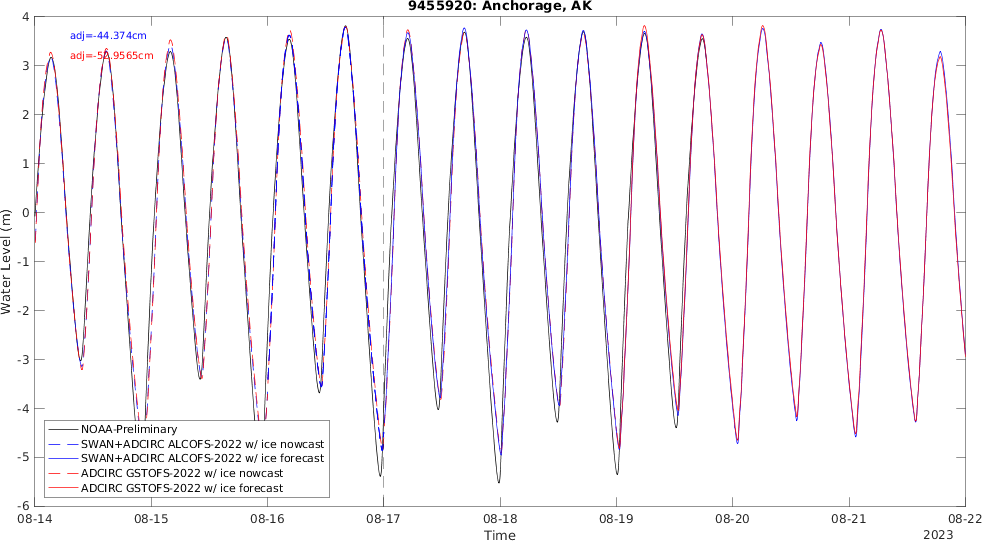 9455920: Anchorage, AK
adj=-44.374cm
adj=-52.9565cm
4
3
2
1
0
-1
-2
-3
-4
-5
-6
Water Level (m)
NOAA-Preliminary
SWAN+ADCIRC ALCOFS-2022 w/ ice nowcast
SWAN+ADCIRC ALCOFS-2022 w/ ice forecast
ADCIRC GSTOFS-2022 w/ ice nowcast
ADCIRC GSTOFS-2022 w/ ice forecast
08-14 08-15 08-16 08-17 08-18 08-19 08-20 08-21 08-22
Time
2023